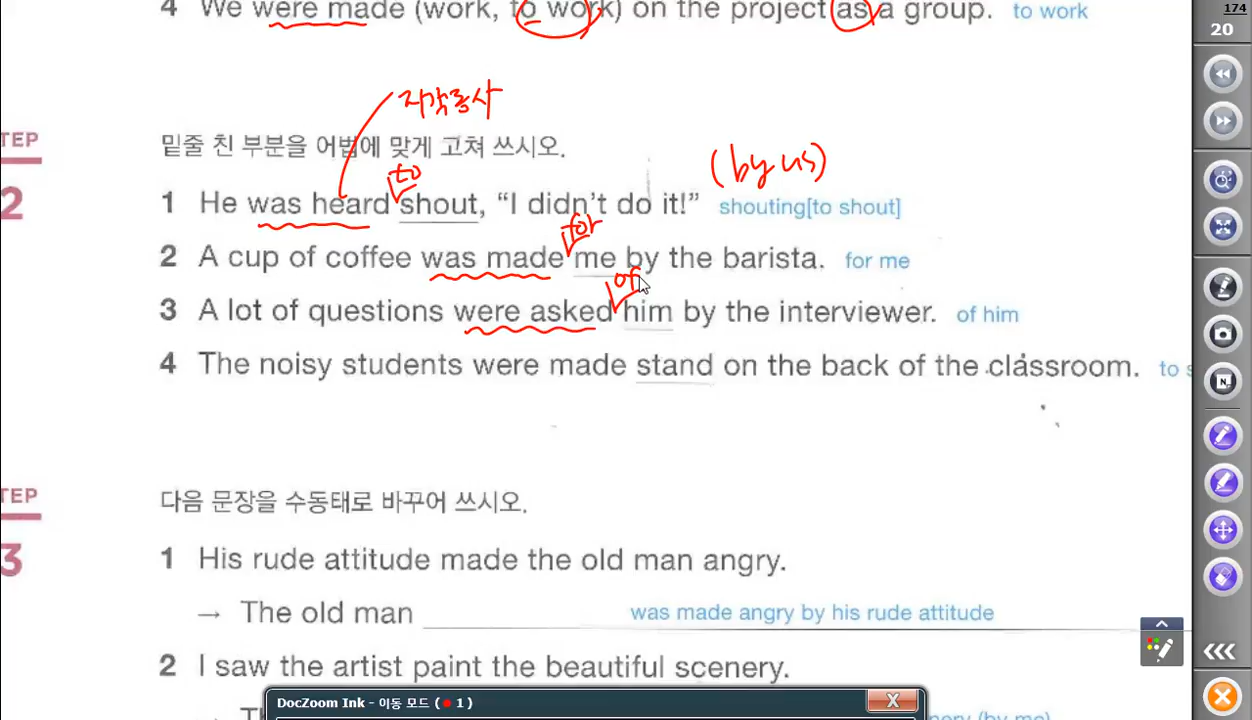 174
20
4 We were made (work, to work) on the project as a group. to work
지각동사
TEP
2
밑줄 친 부분을 어법에 맞게 고쳐 쓰시오.
(by us)
to
1 He was heard shout, “I didn't do it!” shouting[to shout]
for
2 A cup of coffee was made me by the barista. for me
of
3 A lot of questions were asked him by the interviewer. of him
4 The noisy students were made stand on the back of the classroom. to s
TEP
3
다음 문장을 수동태로 바꾸어 쓰시오.
1 His rude attitude made the old man angry.
→ The old man was made angry by his rude attitude
2 I saw the artist paint the beautiful scenery.
DocZoom Ink - 이동 모드 ( 1 )
(by me)